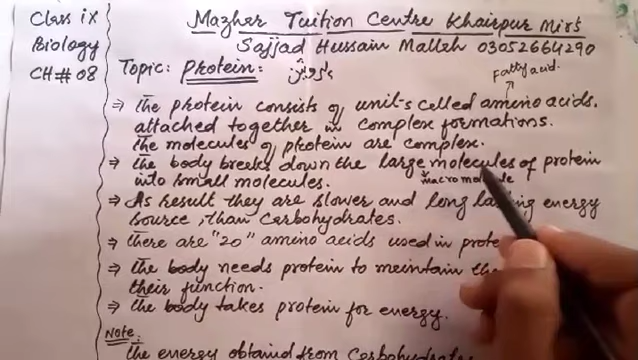 Class ix
Biology
CH# 08
Mazher Tuition Centre Khairpur Mirs
Sajjad Hussain Malleh 03052664290
Topic: Protein:
Fatty acid.
⇒ The protein consists of unit-s called amino acids.
attached together in complex formations.
The molecules of protein are complex.
⇒ The body breaks down the large molecules of protein
macromolecule
into small molecules.
⇒ As result they are slower and long lasting energy
source, than carbohydrates.
⇒ There are "20" amino acids used in prote
⇒ The body needs protein to meintain the
their function.
⇒ The body takes protein for energy.
Note:
The energy obtained from carbohydrates